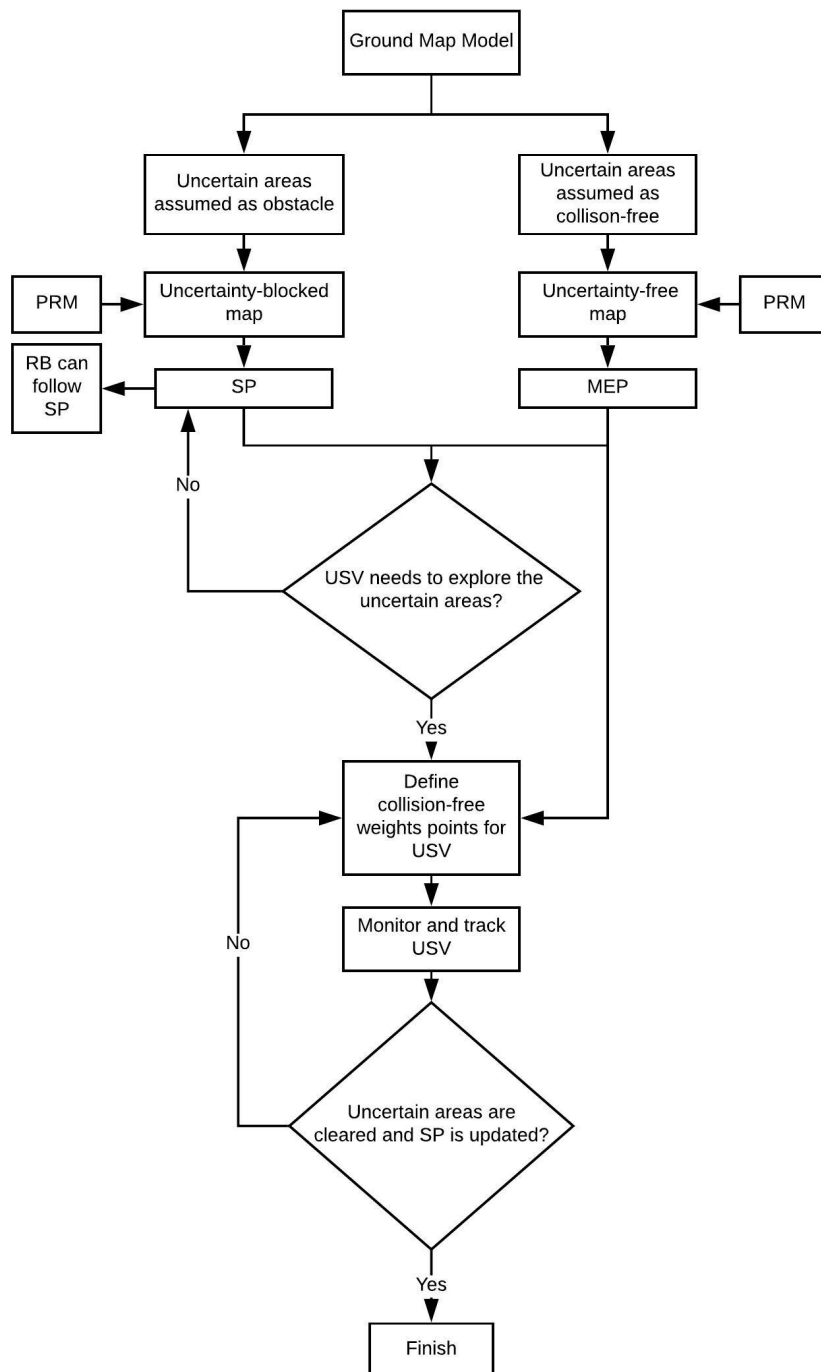 Ground Map Model
Uncertain areas
assumed as obstacle
Uncertain areas
assumed as
collison-free
PRM
Uncertainty-blocked
map
Uncertainty-free
map
PRM
RB can
follow
SP
SP
MEP
No
USV needs to explore the
uncertain areas?
Yes
Define
collision-free
weights points for
USV
Monitor and track
USV
No
Uncertain areas are
cleared and SP is updated?
Yes
Finish